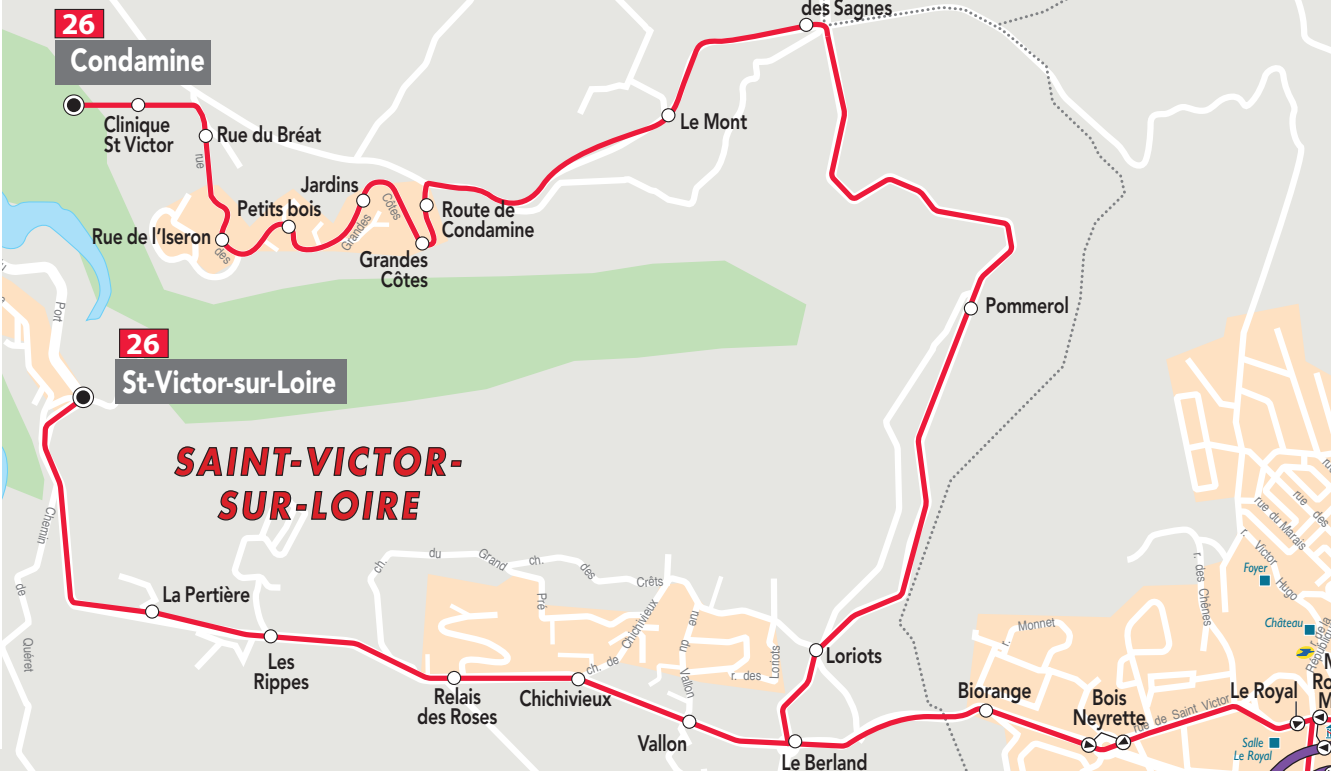 des Sagnes
26
Condamine
Clinique
St Victor
Rue du Bréat
rue
Le Mont
Jardins
Petits bois
Côtes
Grandes
Route de
Condamine
Rue de l'Iseron
des
Grandes
Côtes
Port
Pommerol
26
St-Victor-sur-Loire
SAINT-VICTOR-
SUR-LOIRE
Chemin
de
Quéret
La Pertière
Les
Rippes
ch.
du
Grand
Pré
ch.
des
Crêts
ch. de
Chichivieux
Relais
des Roses
Chichivieux
Vallon
Vallon
r. des
Loriots
Loriots
Le Berland
r.
Monnet
Biorange
Bois
Neyrette
rue de Saint Victor
Le Royal
Salle
Le Royal
r. des Chênes
rue du Marais
rue
des
r.
Victor
Hugo
Foyer
Château
r. de la